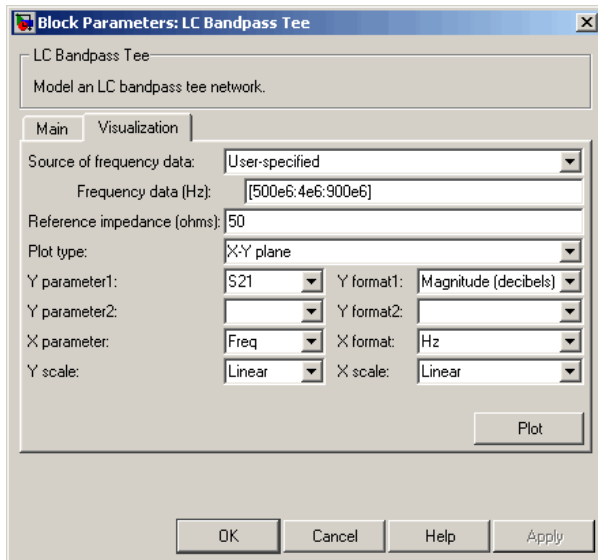 Block Parameters: LC Bandpass Tee
LC Bandpass Tee
Model an LC bandpass tee network.
Main Visualization
Source of frequency data: User-specified
Frequency data (Hz): [500e6:4e6:900e6]
Reference impedance (ohms): 50
Plot type: X-Y plane
Y parameter1: S21 Y format1: Magnitude (decibels)
Y parameter2: Y format2:
X parameter: Freq X format: Hz
Y scale: Linear X scale: Linear
Plot
OK Cancel Help Apply